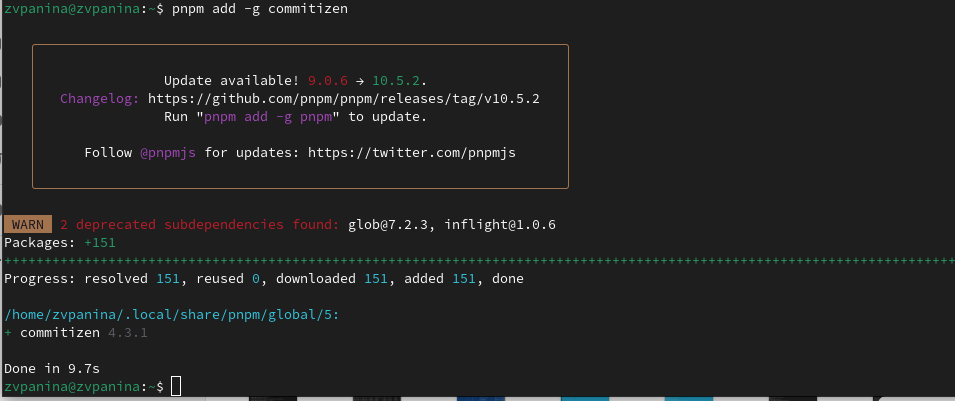 zvpanina@zvpanina:~$ pnpm add -g commitizen
Update available! 9.0.6 → 10.5.2.
Changelog: https://github.com/pnpm/pnpm/releases/tag/v10.5.2
Run "pnpm add -g pnpm" to update.
Follow @pnpmjs for updates: https://twitter.com/pnpmjs
WARN 2 deprecated subdependencies found: glob@7.2.3, inflight@1.0.6
Packages: +151
+++++++++++++++++++++++++++++++++++++++++++++++++++++++++++++++++++++++++++++++++++++++++++++++++++++++++++++++++++++++
Progress: resolved 151, reused 0, downloaded 151, added 151, done
/home/zvpanina/.local/share/pnpm/global/5:
+ commitizen 4.3.1
Done in 9.7s
zvpanina@zvpanina:~$